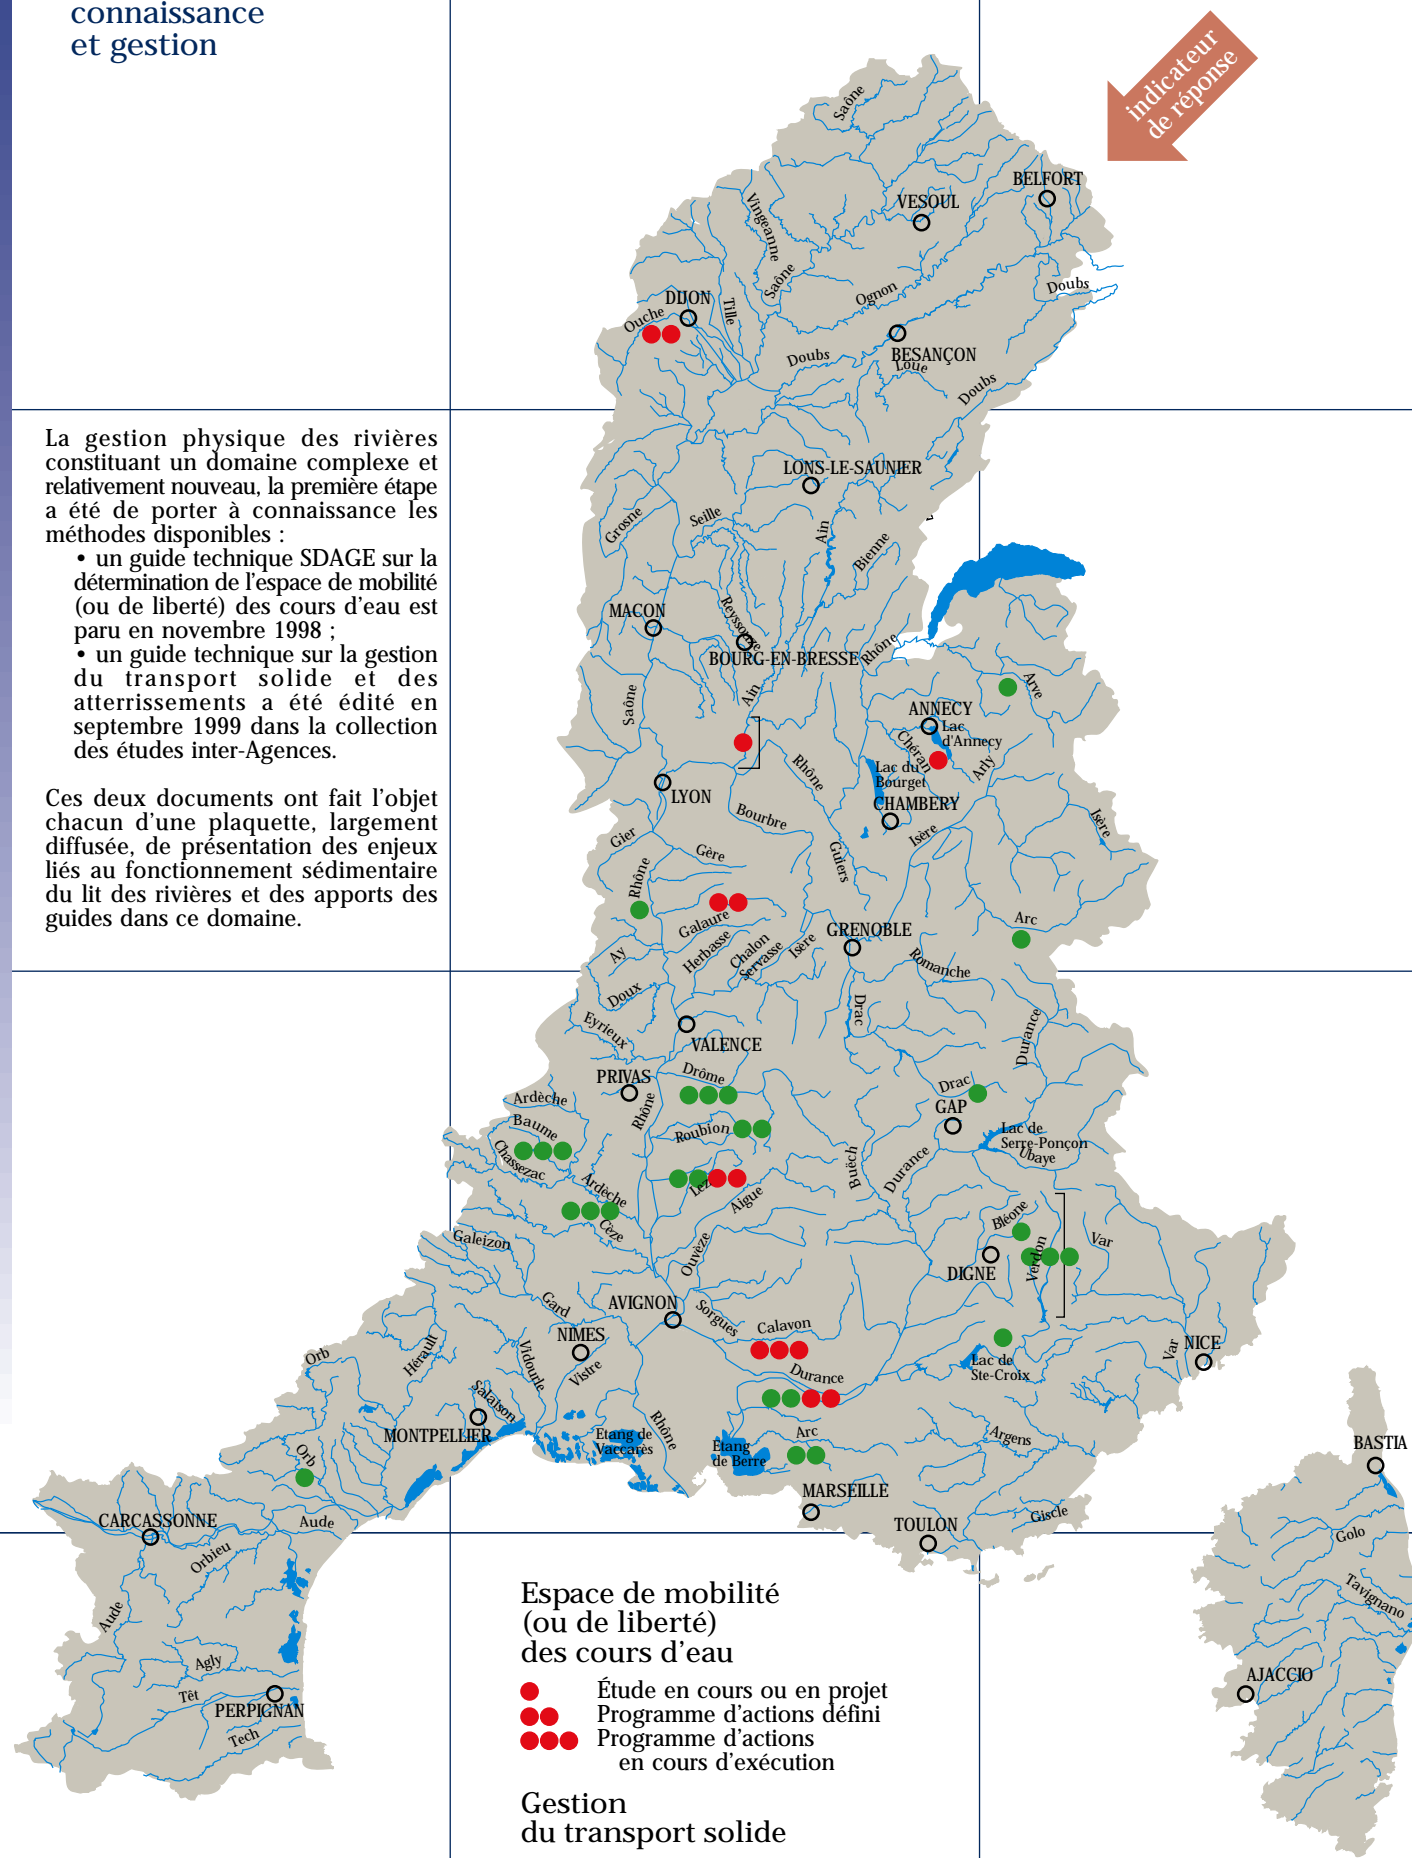 connaissance
et gestion
indicateur
de réponse
La gestion physique des rivières
constituant un domaine complexe et
relativement nouveau, la première étape
a été de porter à connaissance les
méthodes disponibles :
• un guide technique SDAGE sur la
détermination de l'espace de mobilité
(ou de liberté) des cours d'eau est
paru en novembre 1998 ;
• un guide technique sur la gestion
du transport solide et des
atterrissements a été édité en
septembre 1999 dans la collection
des études inter-Agences.
Ces deux documents ont fait l'objet
chacun d'une plaquette, largement
diffusée, de présentation des enjeux
liés au fonctionnement sédimentaire
du lit des rivières et des apports des
guides dans ce domaine.
Saône
BELFORT
VESOUL
Vingeanne
Saône
Doubs
Ognon
DIJON
Tille
Ouche
BESANÇON
Doubs
Loue
Doubs
LONS-LE-SAUNIER
Grosne
Seille
Ain
Bienne
MACON
Reyssouze
BOURG-EN-BRESSE
Rhône
Ain
Saône
Arve
ANNECY
Lac
d'Annecy
Chéran
Arly
Rhône
Lac du
Bourget
LYON
CHAMBERY
Bourbre
Isère
Isère
Gier
Gère
Guiers
Rhône
Galaure
Herbasse
Chalon
Servasse
Isère
GRENOBLE
Arc
Ay
Romanche
Doux
Drac
Eyrieux
VALENCE
Durance
PRIVAS
Drôme
Drac
Ardèche
Rhône
GAP
Baume
Roubion
Lac de
Serre-Ponçon
Ubaye
Chassezac
Buëch
Durance
Ardèche
Lez
Aigue
Cèze
Bléone
Galeizon
Ouvèze
Var
Verdon
DIGNE
Gard
AVIGNON
Sorgues
Calavon
NIMES
Var
NICE
Orb
Hérault
Vidourle
Vistre
Durance
Lac de
Ste-Croix
Salaison
MONTPELLIER
Rhône
Etang de
Vaccarès
Étang
de Berre
Arc
Argens
BASTIA
Orb
MARSEILLE
Giscle
TOULON
CARCASSONNE
Aude
Orbieu
Golo
Tavignano
Aude
Agly
AJACCIO
Têt
PERPIGNAN
Tech
Espace de mobilité
(ou de liberté)
des cours d'eau
Étude en cours ou en projet
Programme d'actions défini
Programme d'actions
en cours d'exécution
Gestion
du transport solide